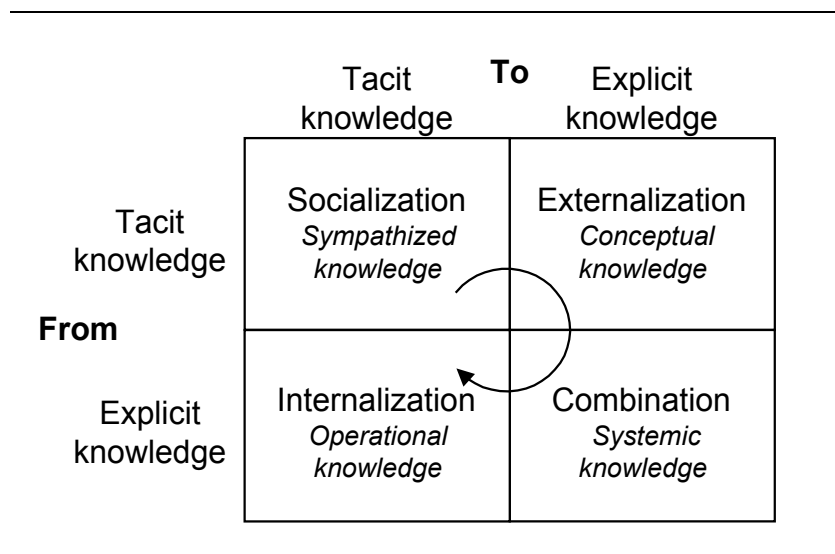 To
Tacit
knowledge
Explicit
knowledge
Tacit
knowledge
Socialization
Sympathized
knowledge
Externalization
Conceptual
knowledge
From
Explicit
knowledge
Internalization
Operational
knowledge
Combination
Systemic
knowledge